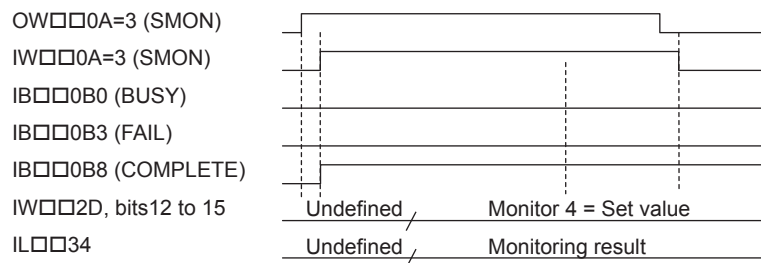 OW□□0A=3 (SMON)
IW□□0A=3 (SMON)
IB□□0B0 (BUSY)
IB□□0B3 (FAIL)
IB□□0B8 (COMPLETE)
IW□□2D, bits12 to 15 Undefined Monitor 4 = Set value
IL□□34 Undefined Monitoring result